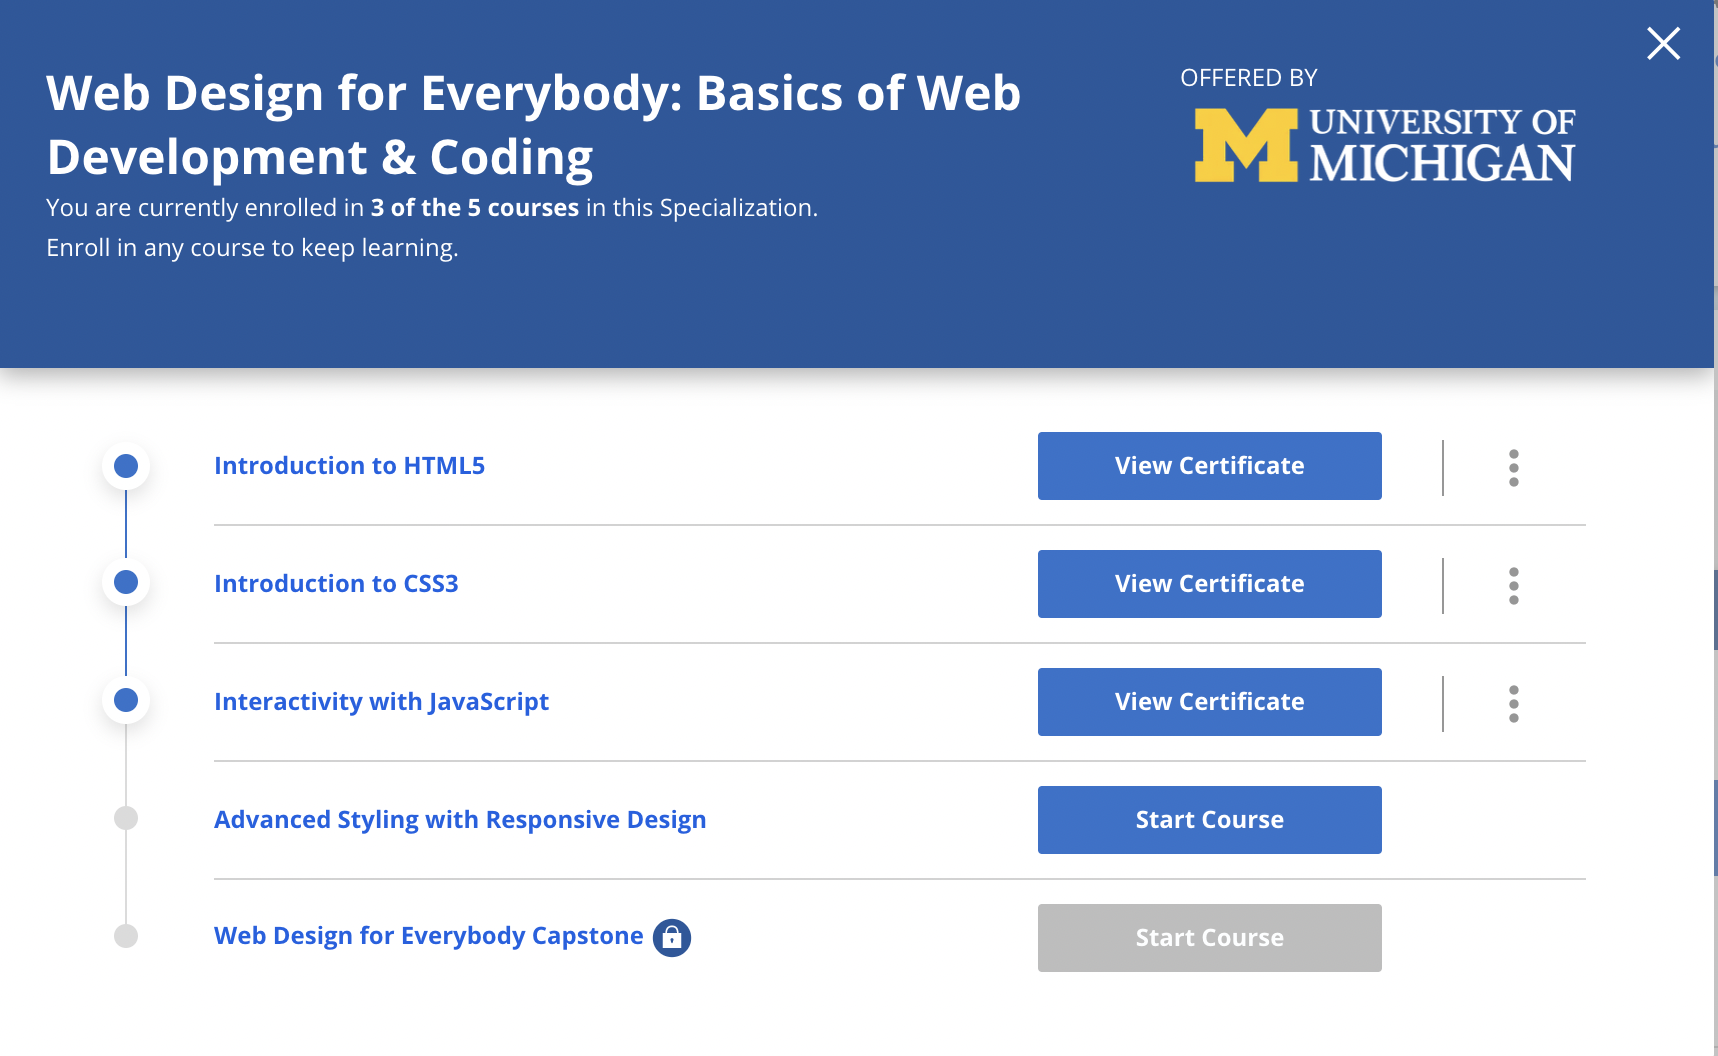 Web Design for Everybody: Basics of Web
Development & Coding
You are currently enrolled in 3 of the 5 courses in this Specialization.
Enroll in any course to keep learning.
OFFERED BY
M UNIVERSITY OF
MICHIGAN
Introduction to HTML5
View Certificate
Introduction to CSS3
View Certificate
Interactivity with JavaScript
View Certificate
Advanced Styling with Responsive Design
Start Course
Web Design for Everybody Capstone
Start Course